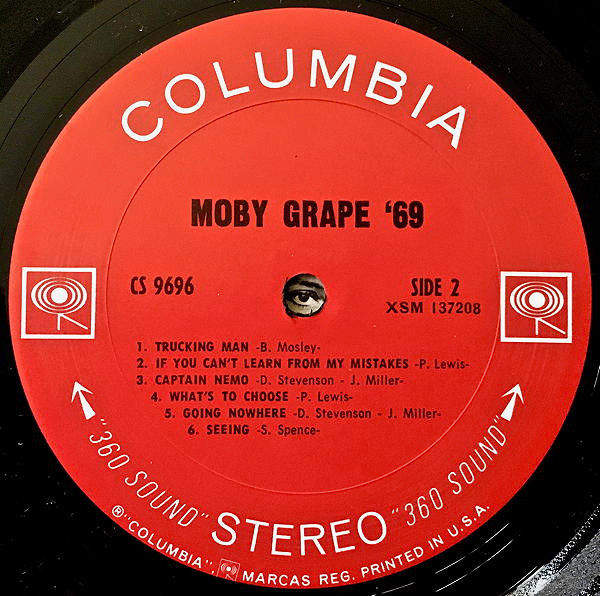 COLUMBIA
MOBY GRAPE ‘69
CS 9696
SIDE 2
XSM 137208
1. TRUCKING MAN -B. Mosley-
2. IF YOU CAN'T LEARN FROM MY MISTAKES -P. Lewis-
3. CAPTAIN NEMO -D. Stevenson - J. Miller-
4. WHAT'S TO CHOOSE -P. Lewis-
5. GOING NOWHERE -D. Stevenson - J. Miller-
6. SEEING -S. Spence-
"360 SOUND" STEREO "360 SOUND"
® "COLUMBIA", MARCAS REG. PRINTED IN U.S.A.